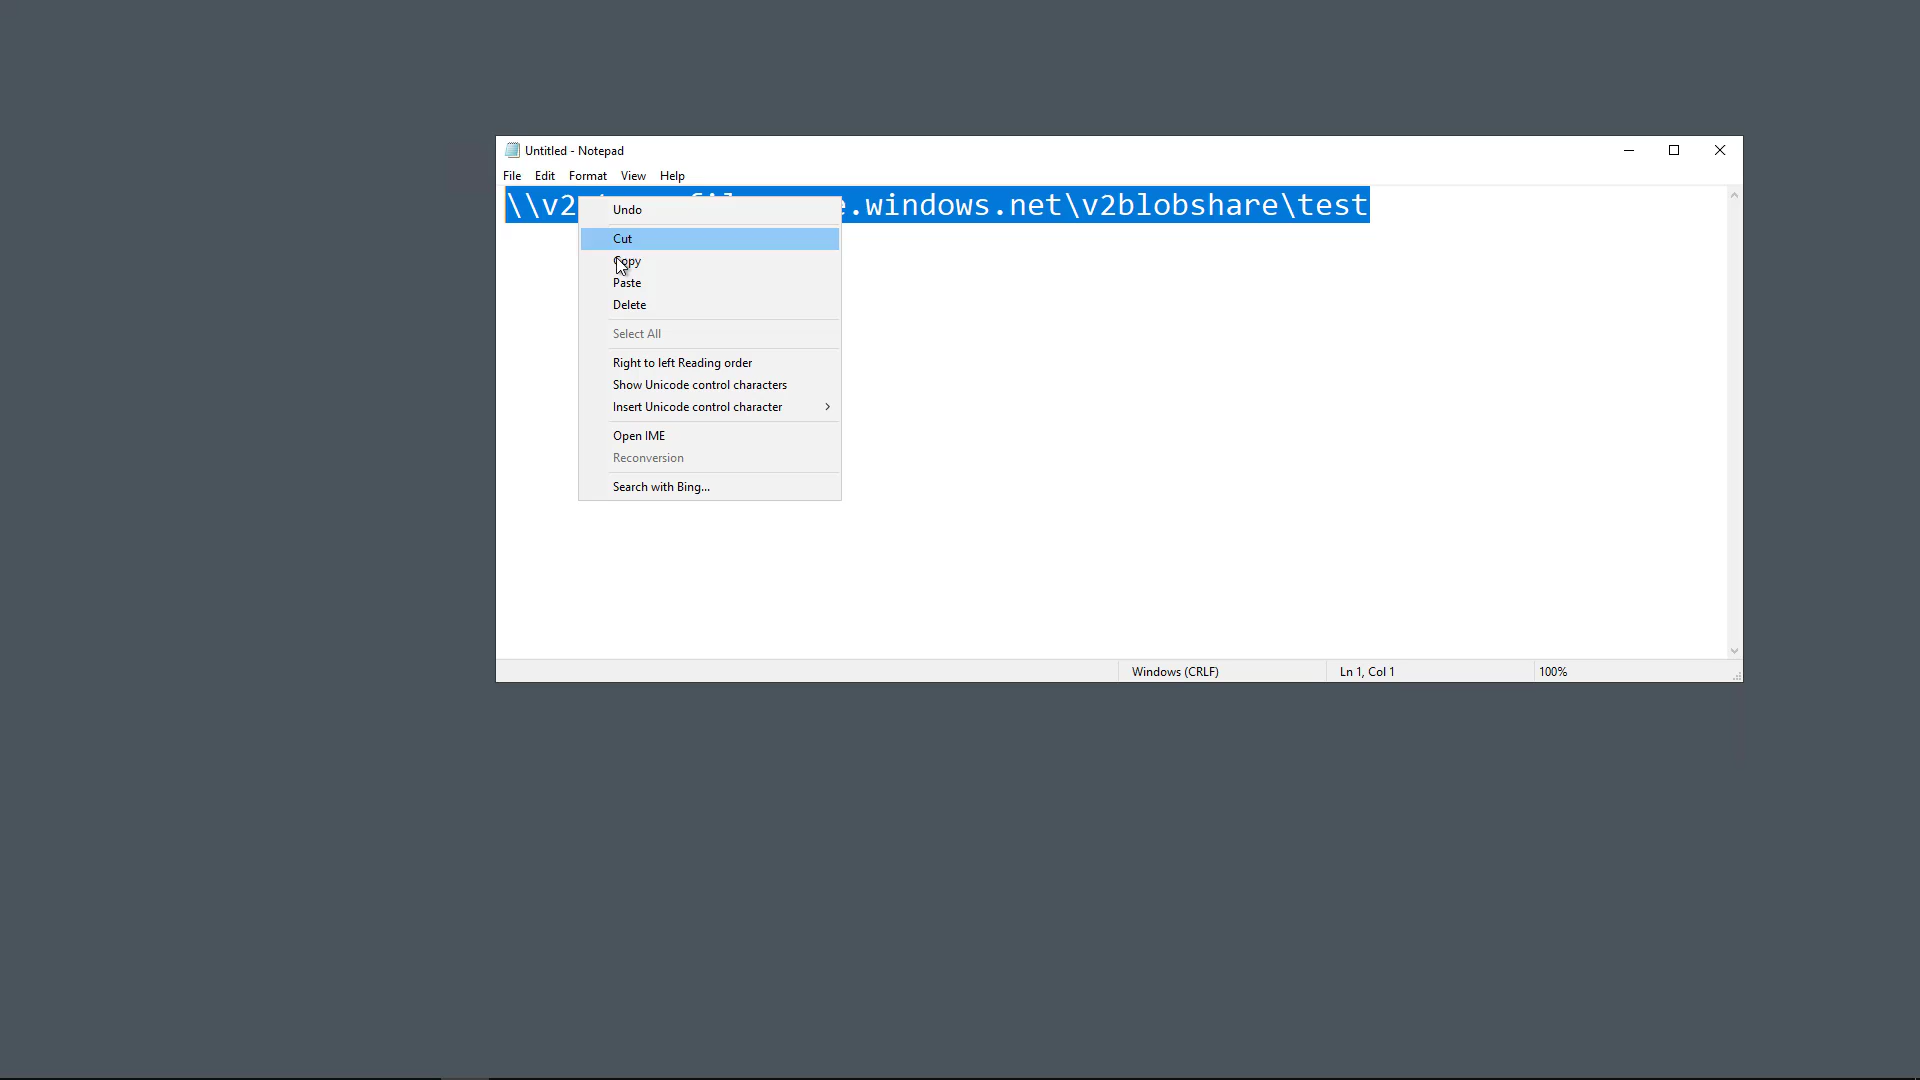 Untitled - Notepad
File Edit Format View Help
\\v2 .windows.net\v2blobshare\test
Undo
Cut
Copy
Paste
Delete
Select All
Right to left Reading order
Show Unicode control characters
Insert Unicode control character
Open IME
Reconversion
Search with Bing...
Windows (CRLF) Ln 1, Col 1 100%